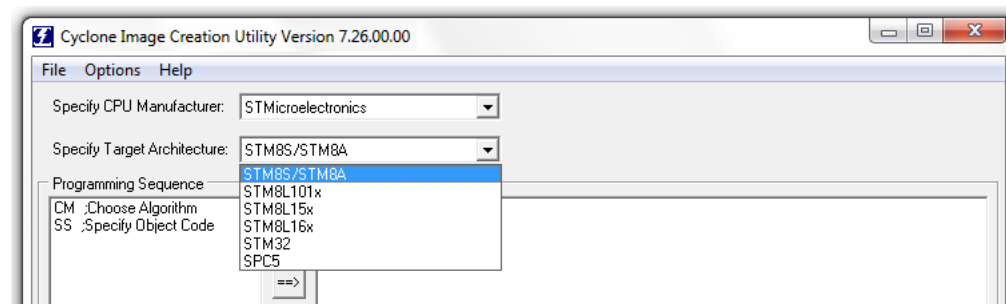 Cyclone Image Creation Utility Version 7.26.00.00
File Options Help
Specify CPU Manufacturer: STMicroelectronics
Specify Target Architecture: STM8S/STM8A
STM8S/STM8A
Programming Sequence
STM8L101x
CM ;Choose Algorithm
STM8L15x
SS ;Specify Object Code
STM8L16x
STM32
SPC5
==>